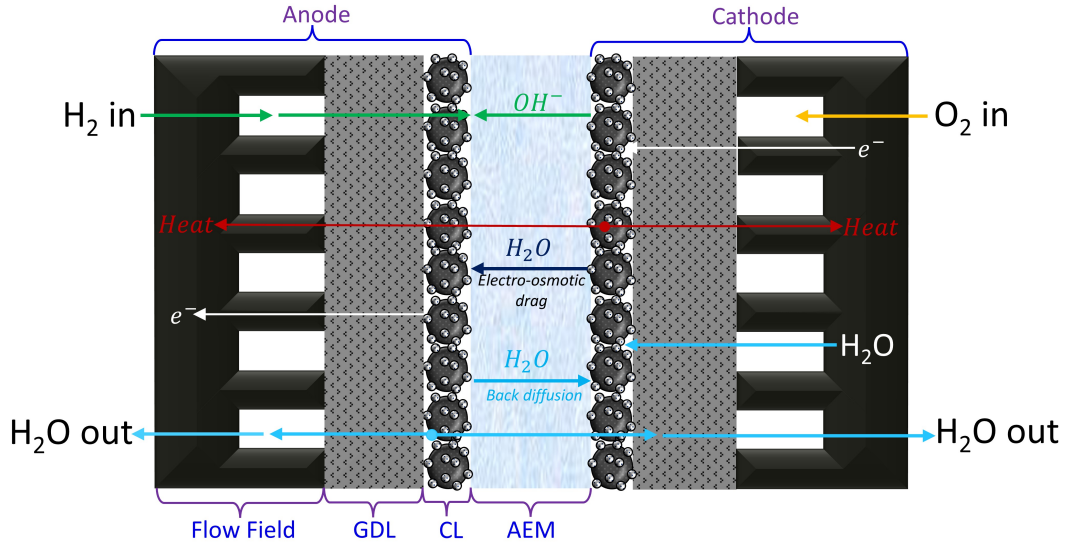 Anode
Cathode
H₂ in
OH⁻
O₂ in
e⁻
Heat
Heat
H₂O
Electro-osmotic
drag
e⁻
H₂O
H₂O
Back diffusion
H₂O out
H₂O out
Flow Field
GDL
CL
AEM